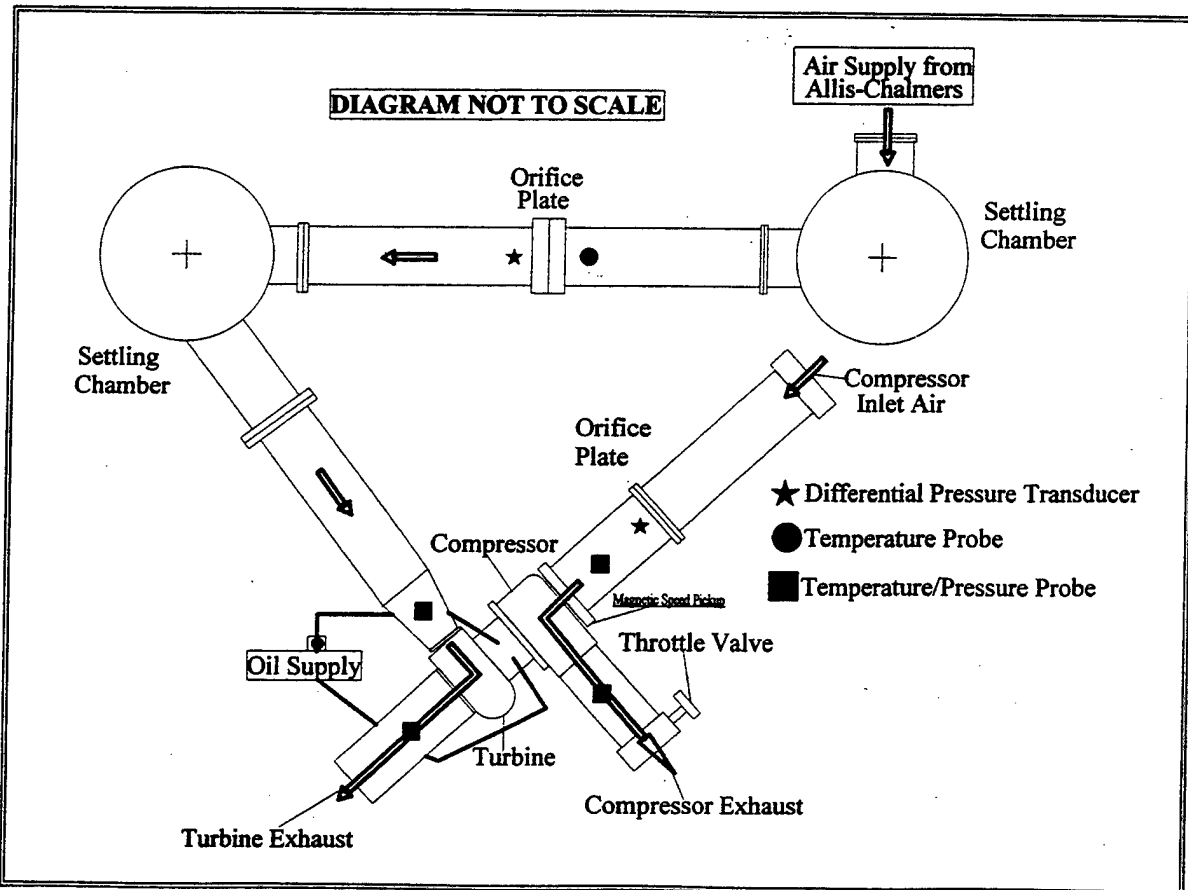 Air Supply from
Allis-Chalmers
DIAGRAM NOT TO SCALE
Orifice
Plate
Settling
Chamber
Settling
Chamber
Compressor
Inlet Air
Orifice
Plate
Differential Pressure Transducer
Compressor
Temperature Probe
Temperature/Pressure Probe
Magnetic Speed Pickup
Throttle Valve
Oil Supply
Turbine
Compressor Exhaust
Turbine Exhaust